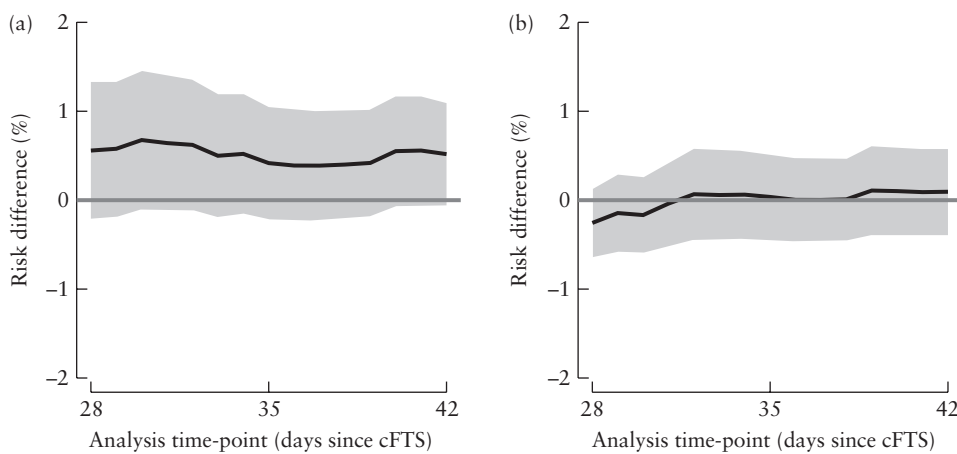 (a)
2
1
0
−1
−2
Risk difference (%)
28
35
42
Analysis time-point (days since cFTS)
(b)
2
1
0
−1
−2
Risk difference (%)
28
35
42
Analysis time-point (days since cFTS)